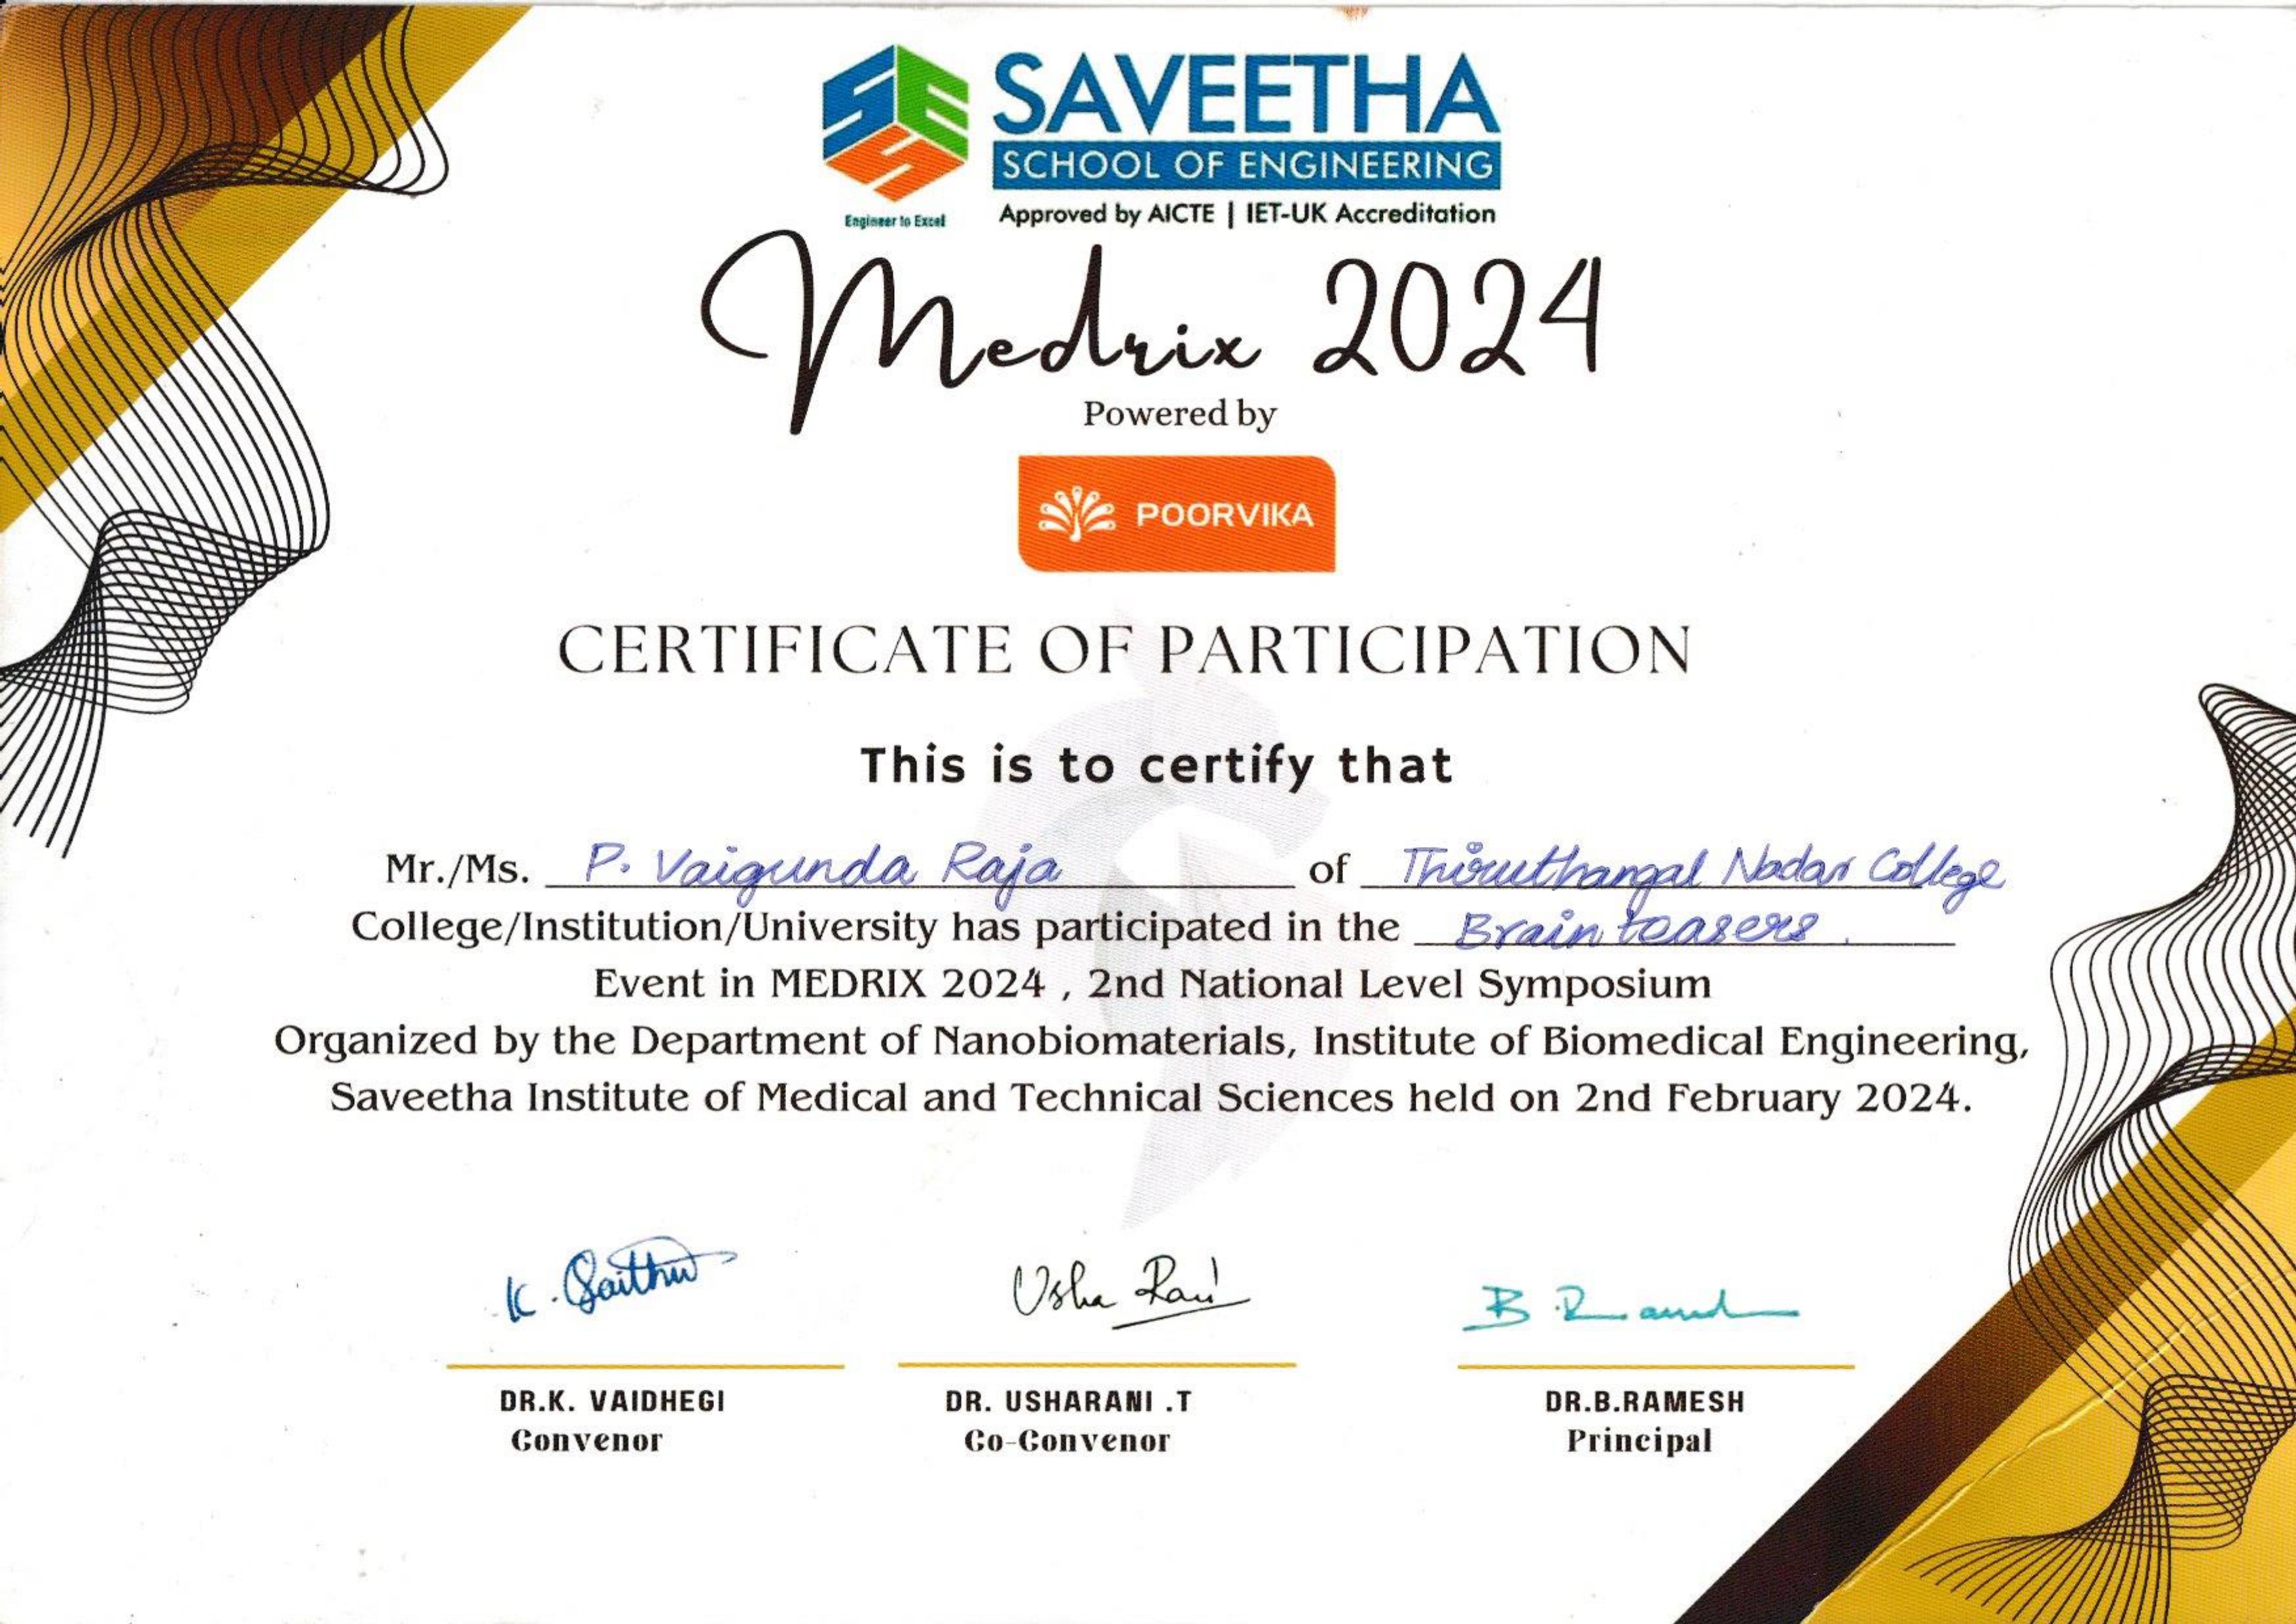 SAVEETHA
SCHOOL OF ENGINEERING
Engineer to Excel
Approved by AICTE | IET-UK Accreditation
Medrix 2024
Powered by
POORVIKA
CERTIFICATE OF PARTICIPATION
This is to certify that
Mr./Ms. P. Vaigunda Raja of Thiruthangal Nadar College
College/Institution/University has participated in the Brain teasers.
Event in MEDRIX 2024 , 2nd National Level Symposium
Organized by the Department of Nanobiomaterials, Institute of Biomedical Engineering,
Saveetha Institute of Medical and Technical Sciences held on 2nd February 2024.
Usha Rani
DR.K. VAIDHEGI DR. USHARANI .T DR.B.RAMESH
Convenor Co-Convenor Principal